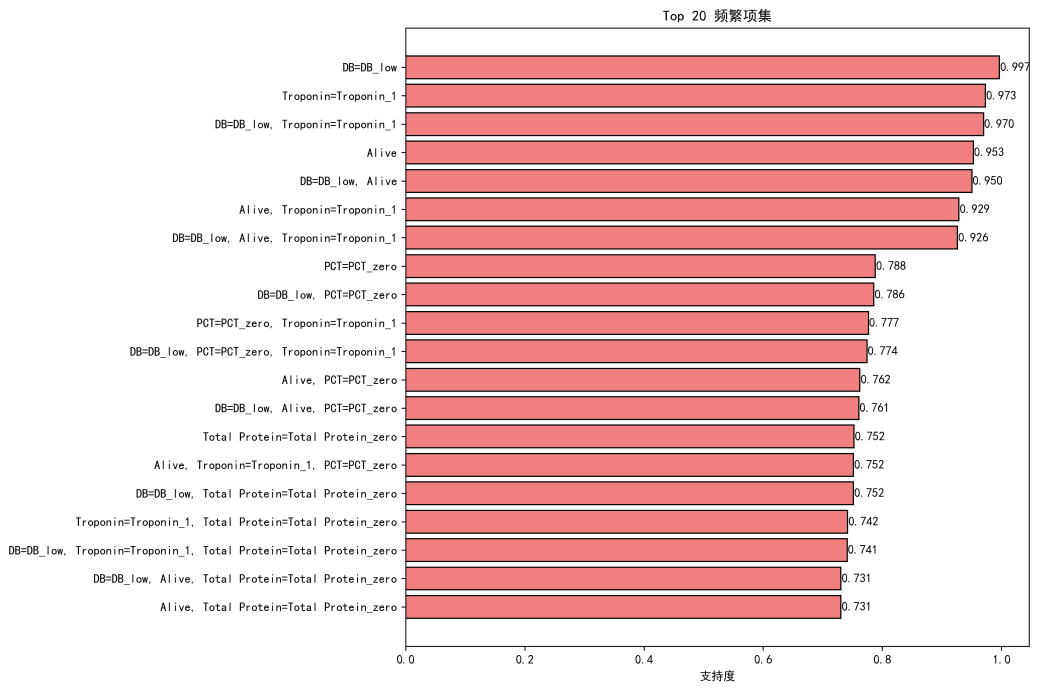 Top 20 频繁项集
DB=DB_low 0.997
Troponin=Troponin_1 0.973
DB=DB_low, Troponin=Troponin_1 0.970
Alive 0.953
DB=DB_low, Alive 0.950
Alive, Troponin=Troponin_1 0.929
DB=DB_low, Alive, Troponin=Troponin_1 0.926
PCT=PCT_zero 0.788
DB=DB_low, PCT=PCT_zero 0.786
PCT=PCT_zero, Troponin=Troponin_1 0.777
DB=DB_low, PCT=PCT_zero, Troponin=Troponin_1 0.774
Alive, PCT=PCT_zero 0.762
DB=DB_low, Alive, PCT=PCT_zero 0.761
Total Protein=Total Protein_zero 0.752
Alive, Troponin=Troponin_1, PCT=PCT_zero 0.752
DB=DB_low, Total Protein=Total Protein_zero 0.752
Troponin=Troponin_1, Total Protein=Total Protein_zero 0.742
DB=DB_low, Troponin=Troponin_1, Total Protein=Total Protein_zero 0.741
DB=DB_low, Alive, Total Protein=Total Protein_zero 0.731
Alive, Total Protein=Total Protein_zero 0.731
0.0 0.2 0.4 0.6 0.8 1.0
支持度